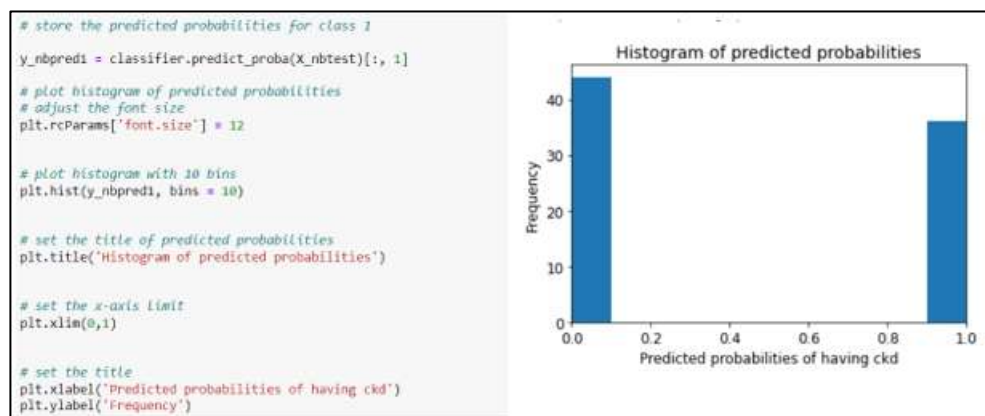 # store the predicted probabilities for class 1
y_nbpred1 = classifier.predict_proba(X_nbtest)[:, 1]
# plot histogram of predicted probabilities
# adjust the font size
plt.rcParams['font.size'] = 12
# plot histogram with 10 bins
plt.hist(y_nbpred1, bins = 10)
# set the title of predicted probabilities
plt.title('Histogram of predicted probabilities')
# set the x-axis limit
plt.xlim(0,1)
# set the title
plt.xlabel('Predicted probabilities of having ckd')
plt.ylabel('Frequency')
Histogram of predicted probabilities
Frequency
40
30
20
10
0
0.0 0.2 0.4 0.6 0.8 1.0
Predicted probabilities of having ckd